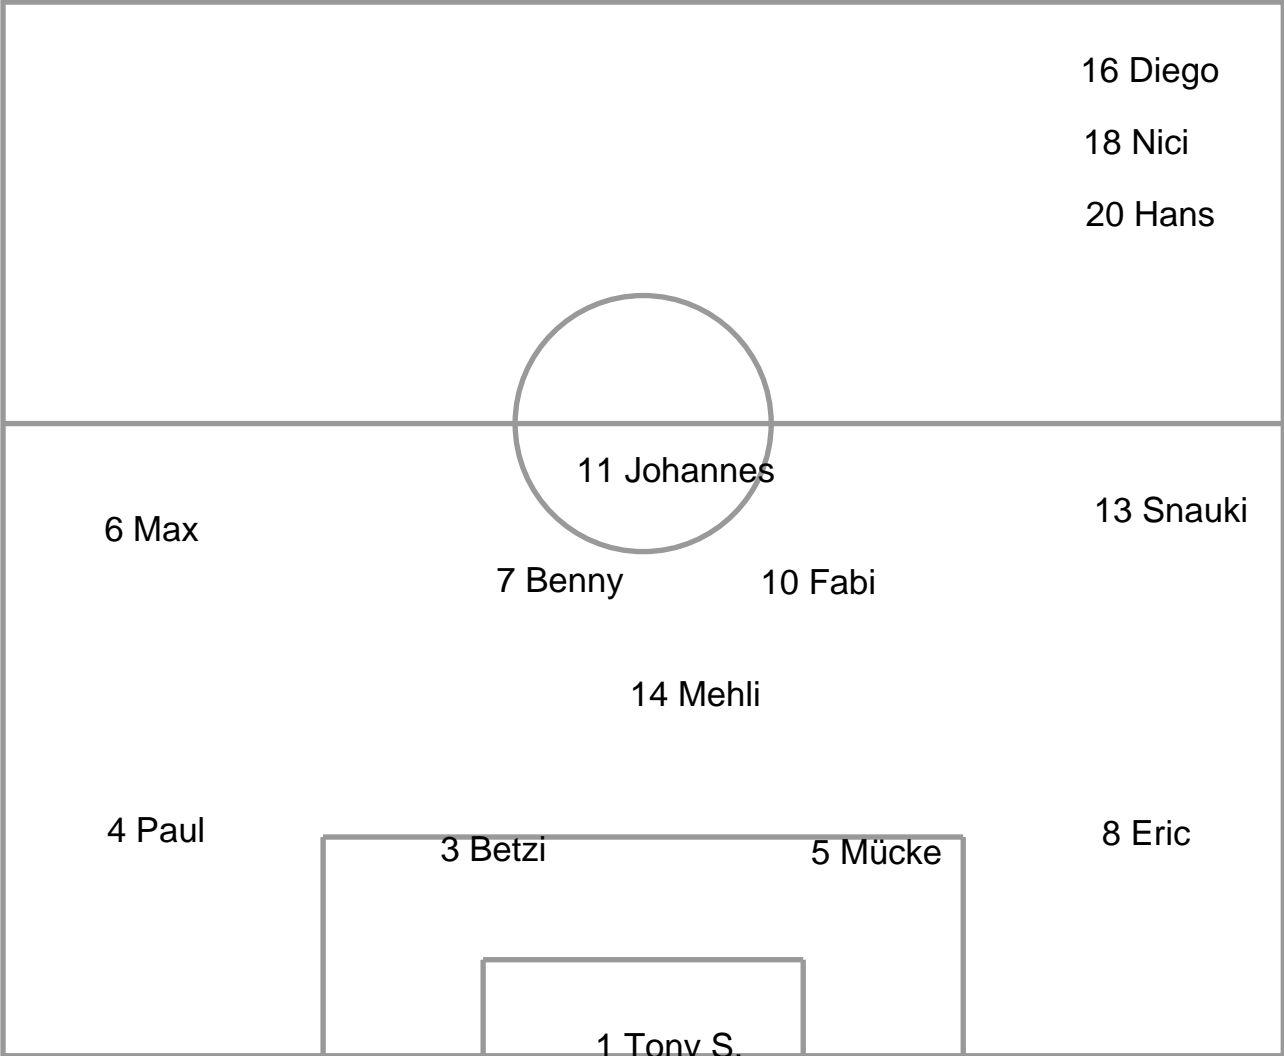 16 Diego
18 Nici
20 Hans
11 Johannes
13 Snauki
6 Max
7 Benny
10 Fabi
14 Mehli
4 Paul
8 Eric
3 Betzi
5 Mücke
1 Tony S.